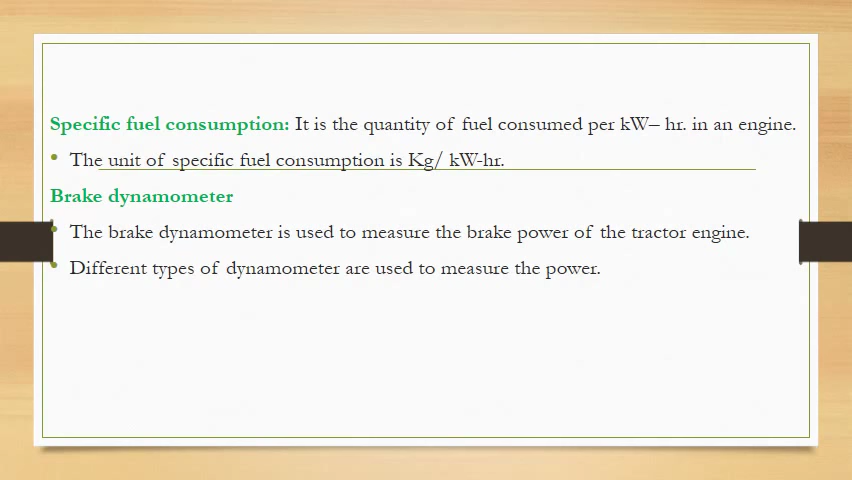 Specific fuel consumption: It is the quantity of fuel consumed per kW– hr. in an engine.
• The unit of specific fuel consumption is Kg/ kW-hr.
Brake dynamometer
• The brake dynamometer is used to measure the brake power of the tractor engine.
• Different types of dynamometer are used to measure the power.